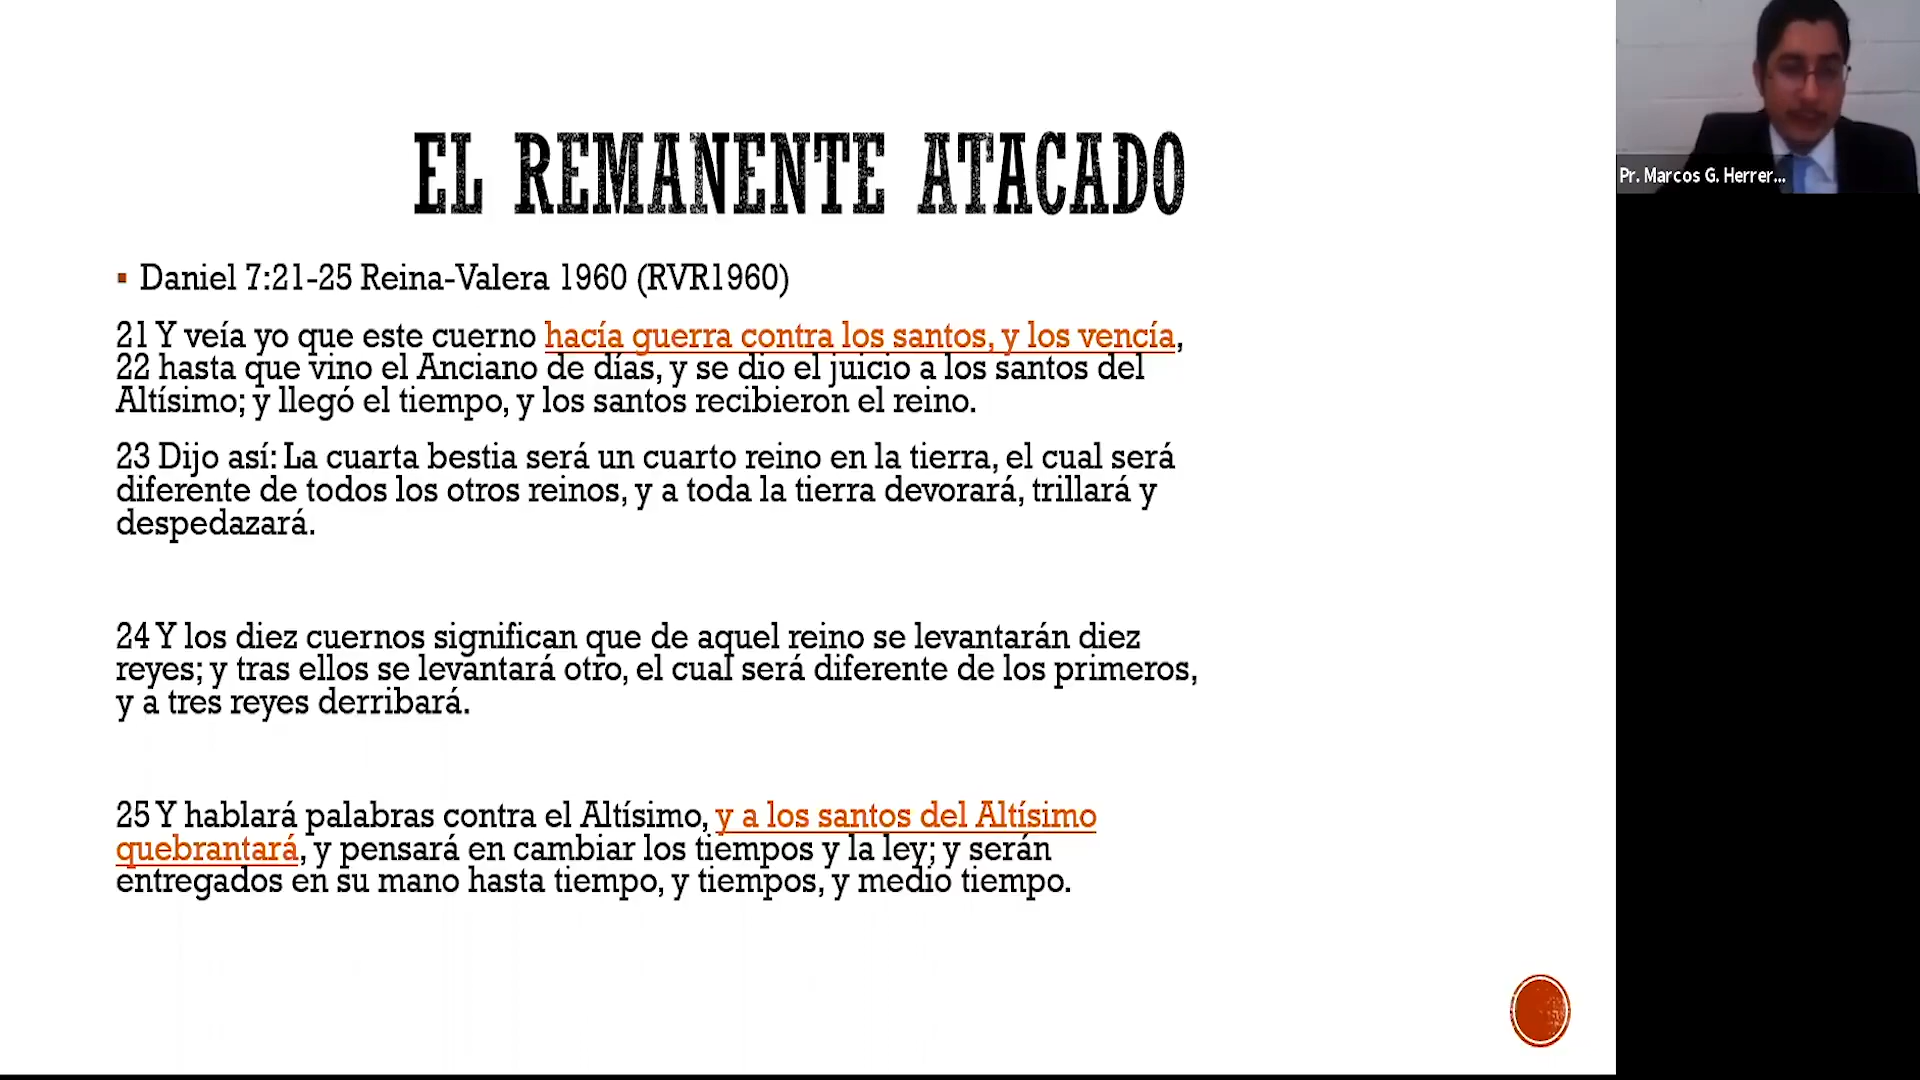 EL REMANENTE ATACADO
▪ Daniel 7:21-25 Reina-Valera 1960 (RVR1960)
21 Y veía yo que este cuerno hacía guerra contra los santos, y los vencía,
22 hasta que vino el Anciano de días, y se dio el juicio a los santos del
Altísimo; y llegó el tiempo, y los santos recibieron el reino.
23 Dijo así: La cuarta bestia será un cuarto reino en la tierra, el cual será
diferente de todos los otros reinos, y a toda la tierra devorará, trillará y
despedazará.
24 Y los diez cuernos significan que de aquel reino se levantarán diez
reyes; y tras ellos se levantará otro, el cual será diferente de los primeros,
y a tres reyes derribará.
25 Y hablará palabras contra el Altísimo, y a los santos del Altísimo
quebrantará, y pensará en cambiar los tiempos y la ley; y serán
entregados en su mano hasta tiempo, y tiempos, y medio tiempo.
Pr. Marcos G. Herrer...